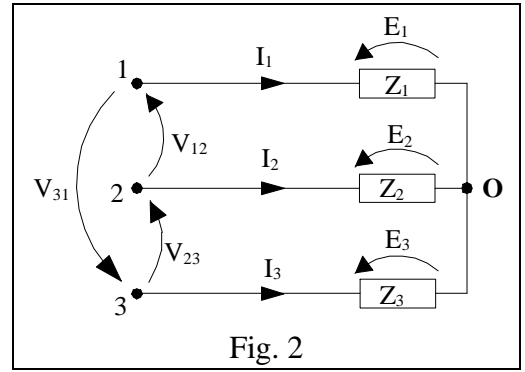 E₁
I₁
1
Z₁
V₁₂
E₂
I₂
V₃₁
2
Z₂
O
V₂₃
E₃
I₃
3
Z₃
Fig. 2